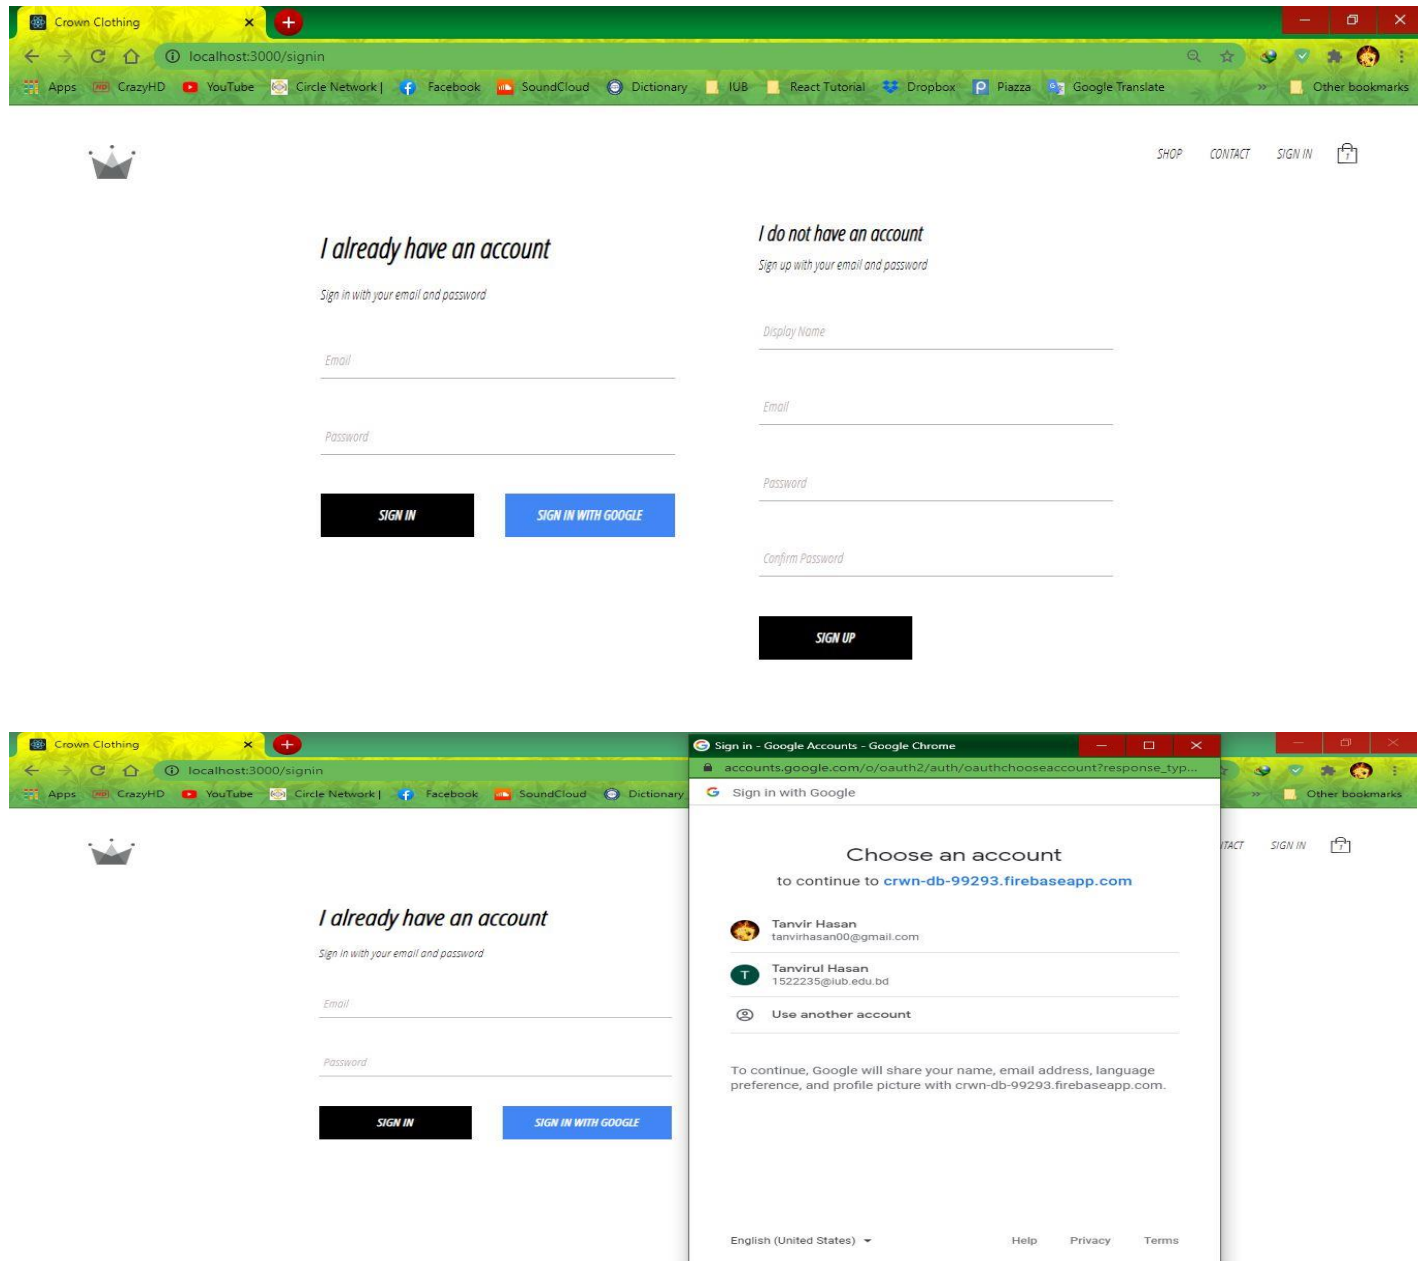 Crown Clothing
localhost:3000/signin
Apps CrazyHD YouTube Circle Network | Facebook SoundCloud Dictionary IUB React Tutorial Dropbox Piazza Google Translate » Other bookmarks
SHOP CONTACT SIGN IN 1
I already have an account
Sign in with your email and password
Email
Password
SIGN IN SIGN IN WITH GOOGLE
I do not have an account
Sign up with your email and password
Display Name
Email
Password
Confirm Password
SIGN UP
Crown Clothing
localhost:3000/signin
Apps CrazyHD YouTube Circle Network | Facebook SoundCloud Dictionary » Other bookmarks
NTACT SIGN IN 1
I already have an account
Sign in with your email and password
Email
Password
SIGN IN SIGN IN WITH GOOGLE
Sign in - Google Accounts - Google Chrome
accounts.google.com/o/oauth2/auth/oauthchooseaccount?response_typ...
G Sign in with Google
Choose an account
to continue to crwn-db-99293.firebaseapp.com
Tanvir Hasan
tanvirhasan00@gmail.com
T Tanvirul Hasan
1522235@iub.edu.bd
Use another account
To continue, Google will share your name, email address, language
preference, and profile picture with crwn-db-99293.firebaseapp.com.
English (United States) Help Privacy Terms